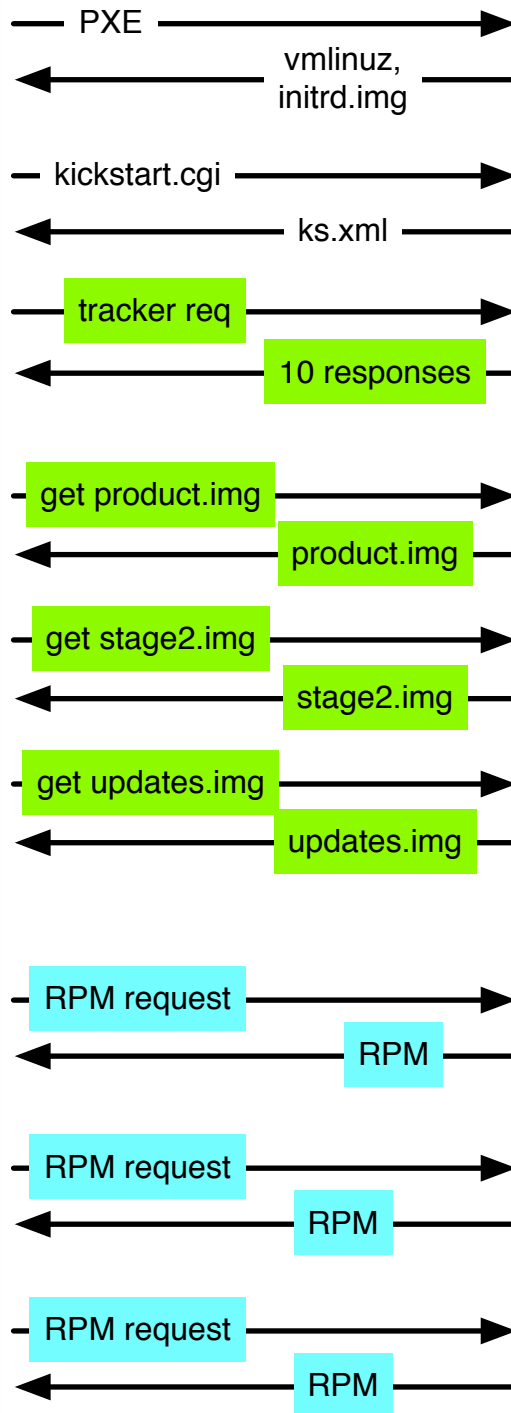 PXE
vmlinuz,
initrd.img
kickstart.cgi
ks.xml
tracker req
10 responses
get product.img
product.img
get stage2.img
stage2.img
get updates.img
updates.img
RPM request
RPM
RPM request
RPM
RPM request
RPM